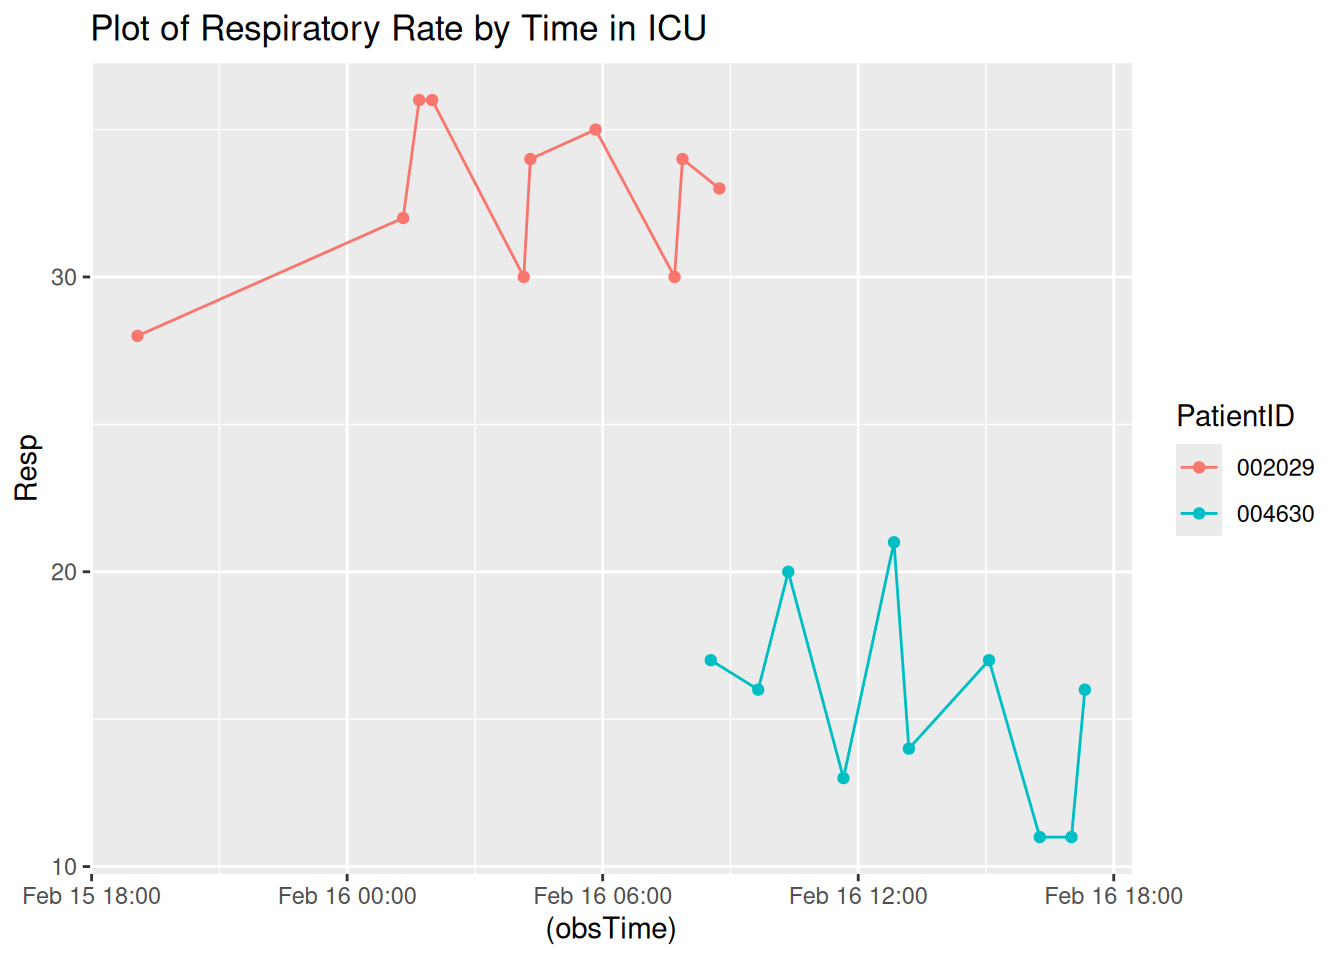 Plot of Respiratory Rate by Time in ICU
Resp
30
20
10
Feb 15 18:00
Feb 16 00:00
Feb 16 06:00
Feb 16 12:00
Feb 16 18:00
(obsTime)
PatientID
002029
004630